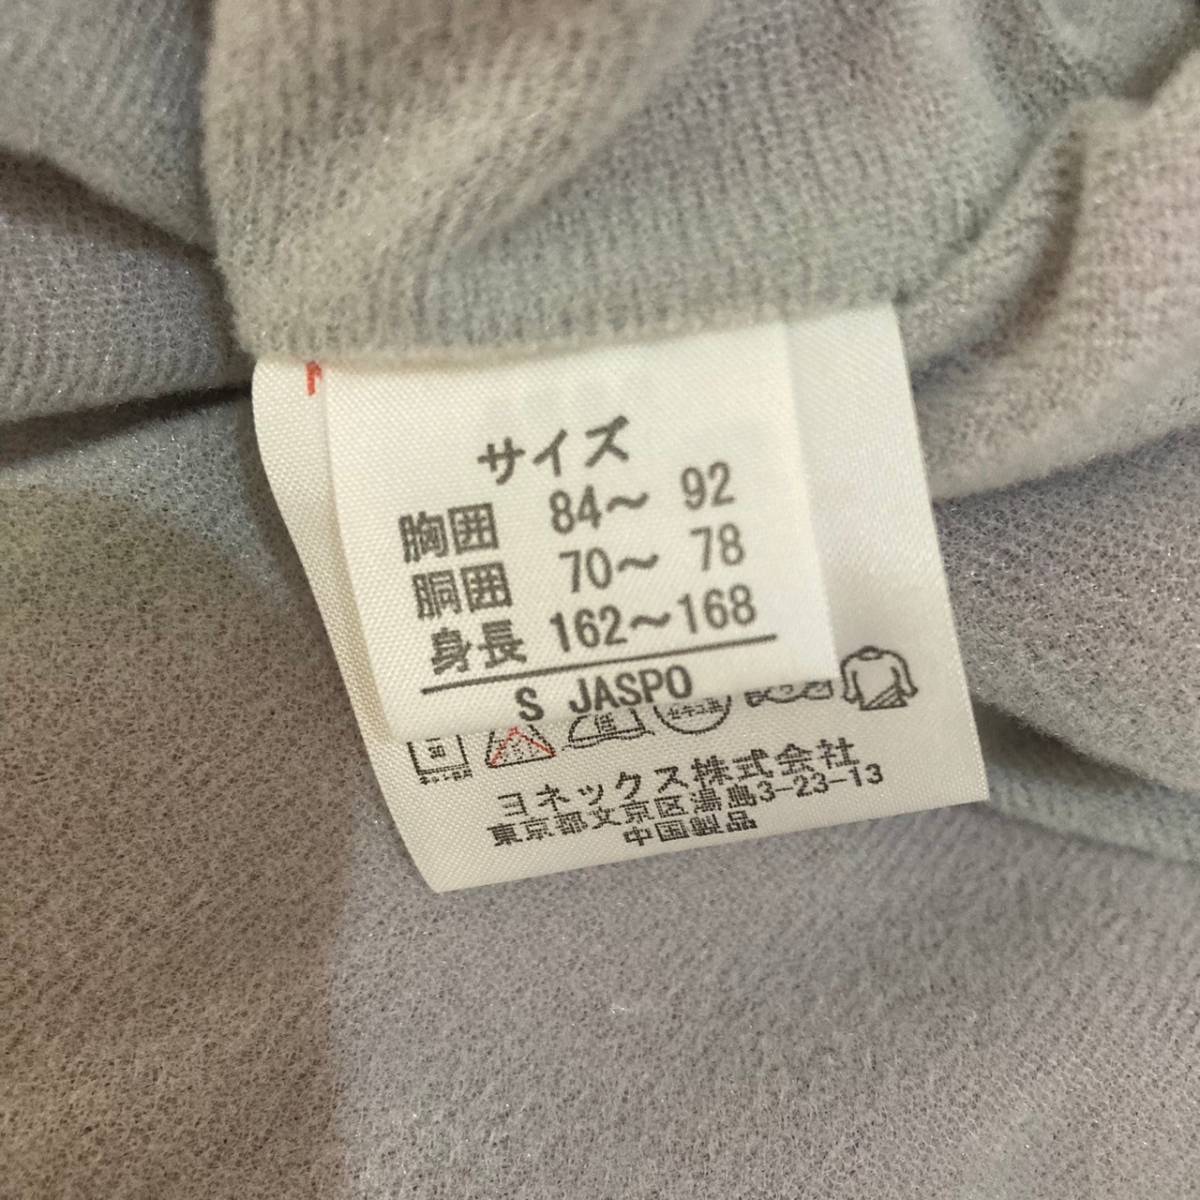 サイズ
胸囲 84～ 92
胴囲 70～ 78
身長 162～168
S JASPO
ヨネックス株式会社
東京都文京区湯島3-23-13
中国製品